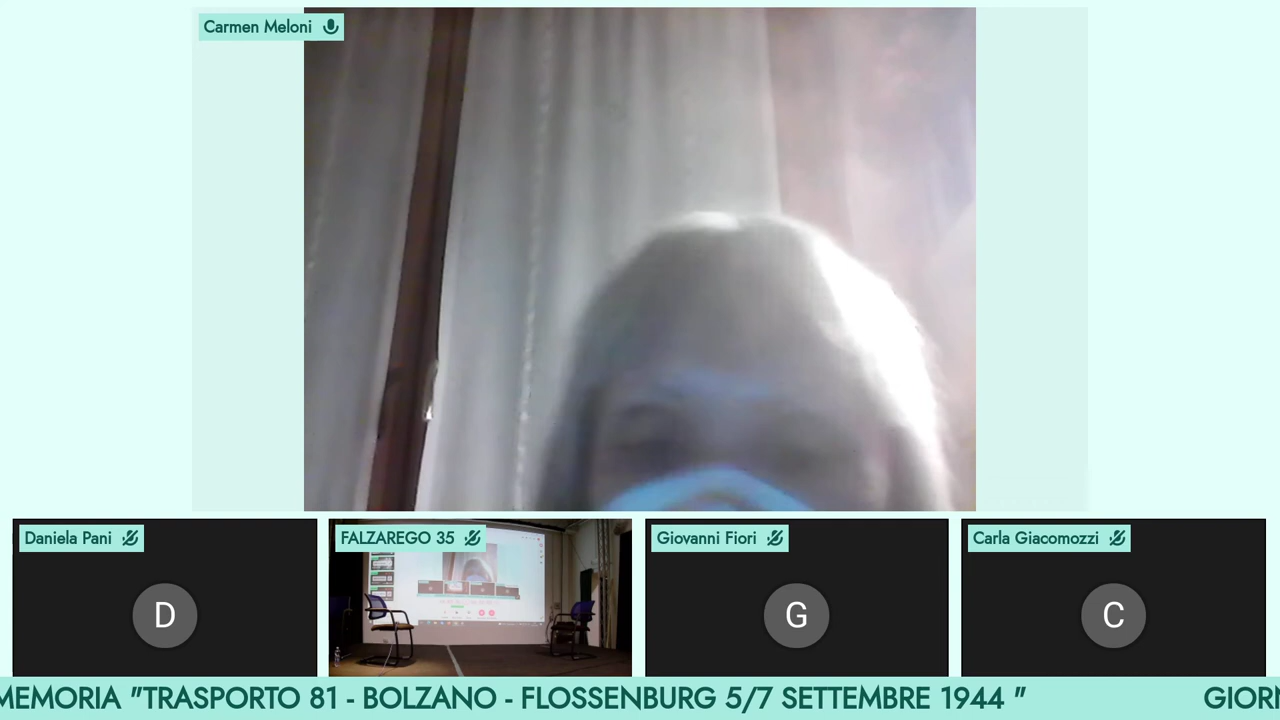 Carmen Meloni
Daniela Pani
FALZAREGO 35
Giovanni Fiori
Carla Giacomozzi
D
G
C
MEMORIA "TRASPORTO 81 - BOLZANO - FLOSSENBURG 5/7 SETTEMBRE 1944 "
GIORN